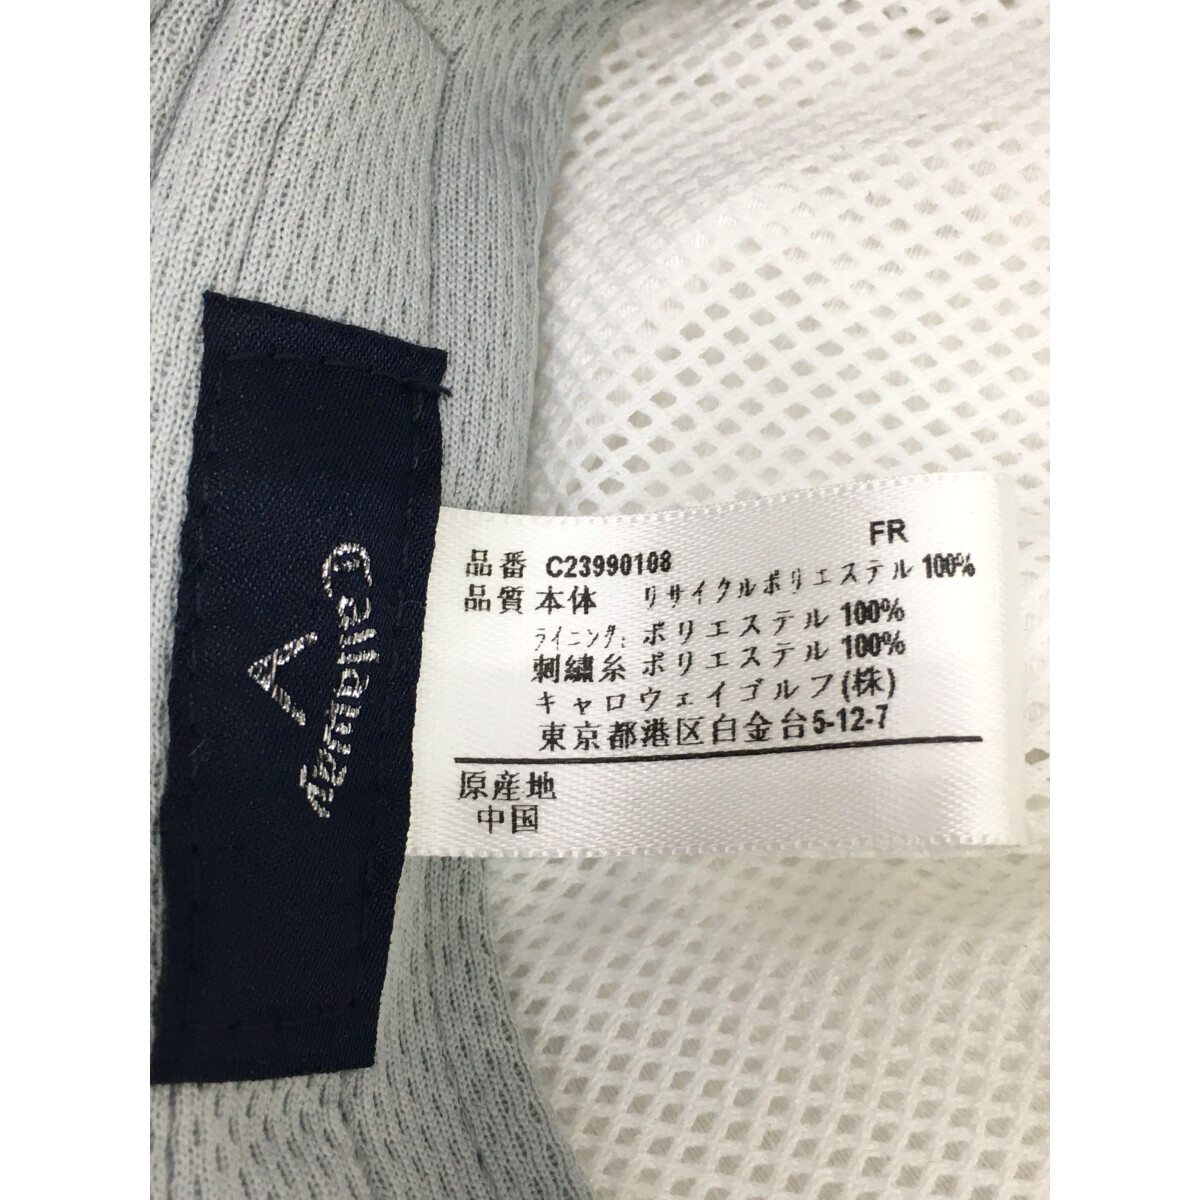 Callaway
FR
品番 C23990108
品質 本体 リサイクルポリエステル 100%
ライニング: ポリエステル 100%
刺繍糸 ポリエステル 100%
キャロウェイゴルフ(株)
東京都港区白金台5-12-7
原産地
中国